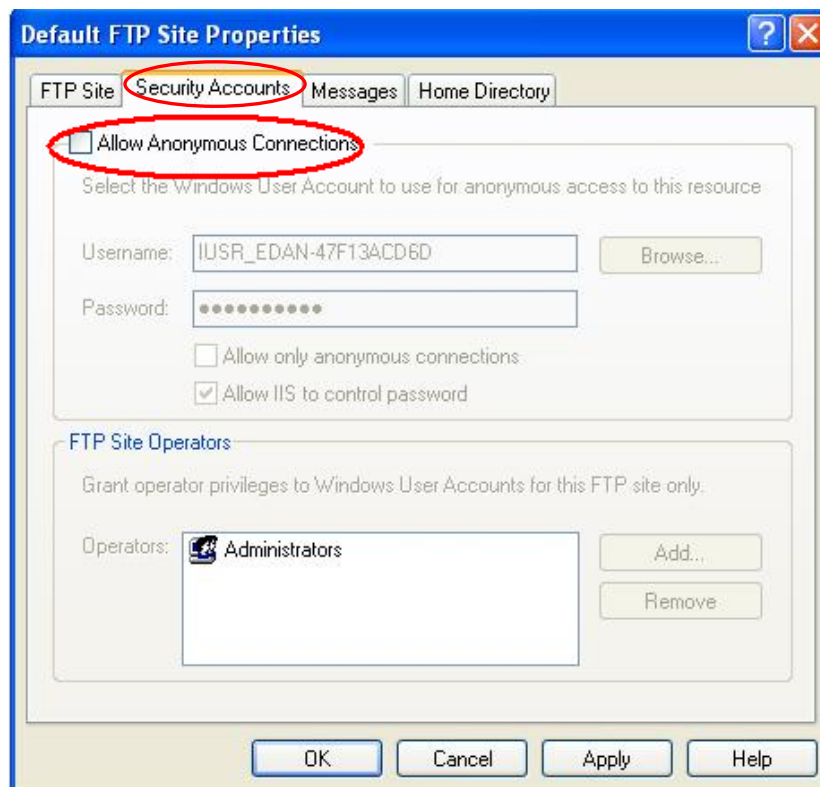 Default FTP Site Properties
FTP Site Security Accounts Messages Home Directory
Allow Anonymous Connections
Select the Windows User Account to use for anonymous access to this resource
Username: IUSR_EDAN-47F13ACD6D Browse...
Password: ●●●●●●●●●●
Allow only anonymous connections
Allow IIS to control password
FTP Site Operators
Grant operator privileges to Windows User Accounts for this FTP site only.
Operators: Administrators Add...
Remove
OK Cancel Apply Help